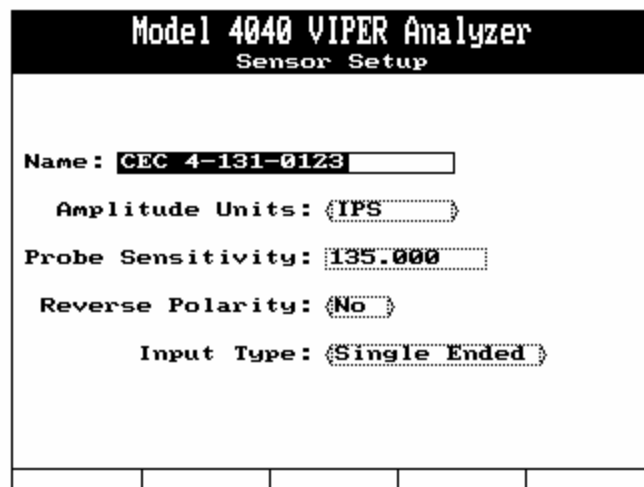 Model 4040 VIPER Analyzer
Sensor Setup
Name: CEC 4-131-0123
Amplitude Units: IPS
Probe Sensitivity: 135.000
Reverse Polarity: No
Input Type: Single Ended